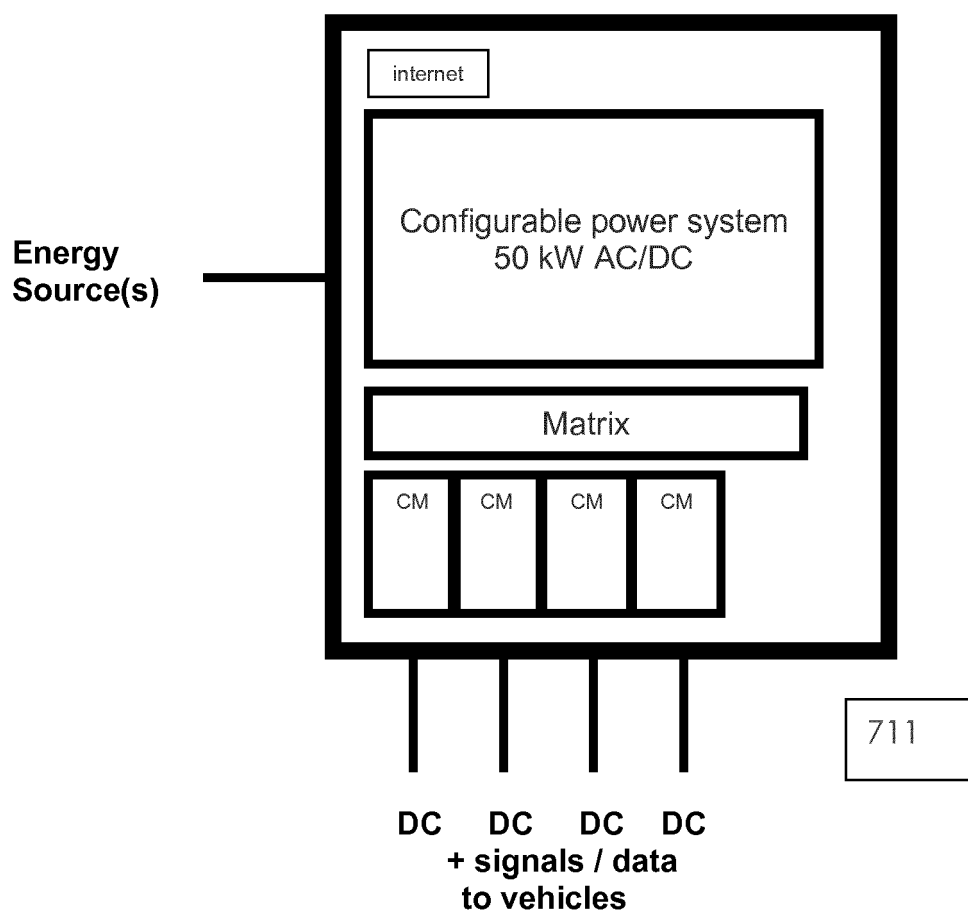 internet
Configurable power system
50 kW AC/DC
Energy
Source(s)
Matrix
CM CM CM CM
711
DC DC DC DC
+ signals / data
to vehicles